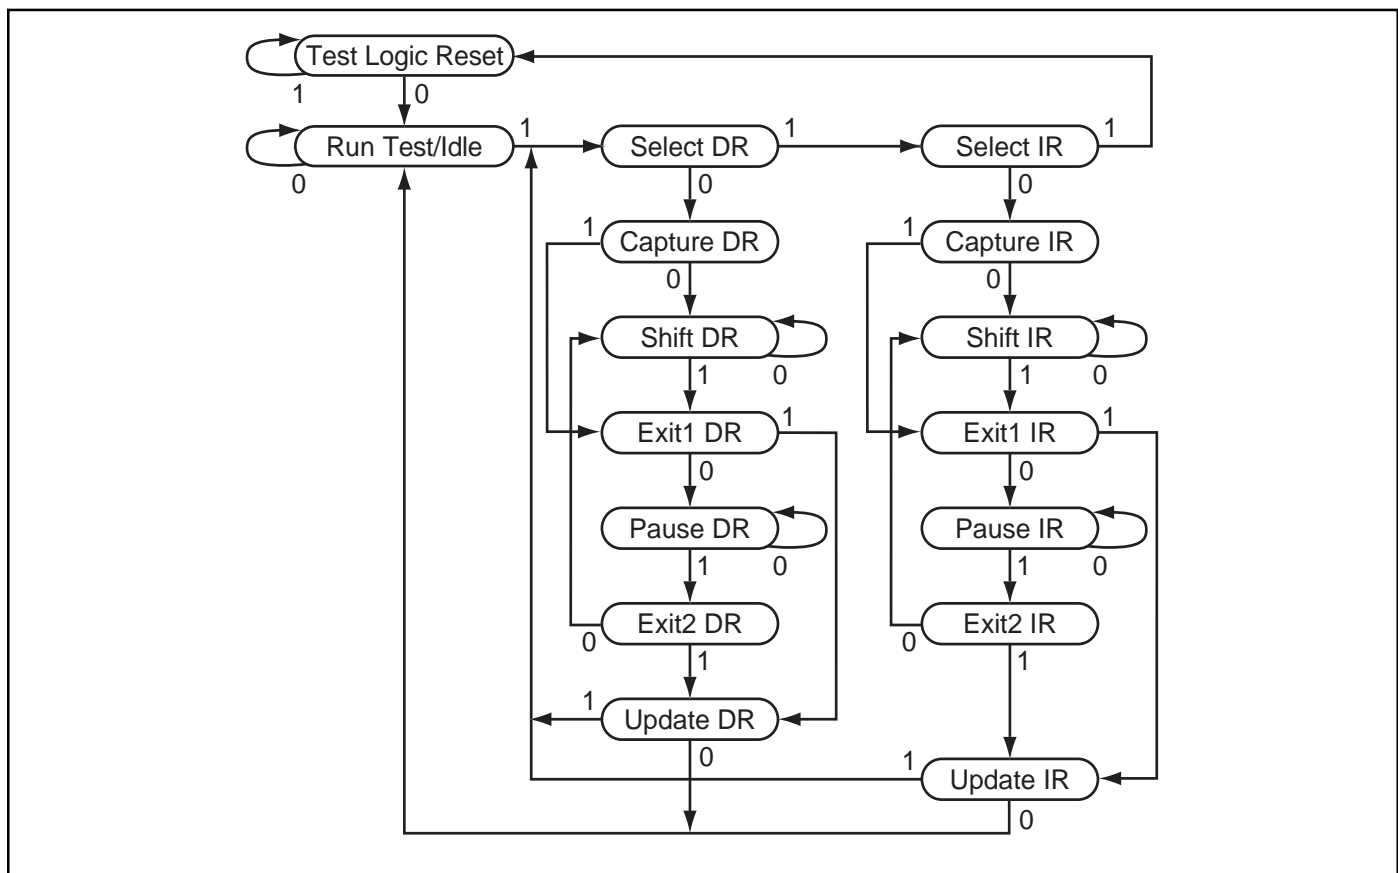 Test Logic Reset
1 0
Run Test/Idle 1 Select DR 1 Select IR 1
0 0 0
1 Capture DR 1 Capture IR
0 0
Shift DR Shift IR
1 0 1 0
Exit1 DR 1 Exit1 IR 1
0 0
Pause DR Pause IR
1 0 1 0
Exit2 DR Exit2 IR
0 1 0 1
1 Update DR
0 1 Update IR
0